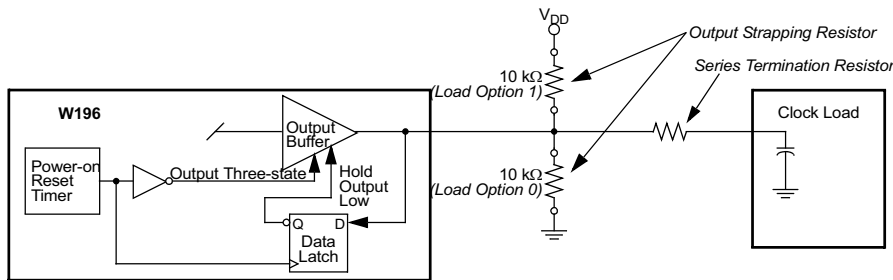 VDD
Output Strapping Resistor
Series Termination Resistor
10 kΩ
(Load Option 1)
W196
Clock Load
Output
Buffer
Power-on
Reset
Timer
Output Three-state
Hold
Output
Low
10 kΩ
(Load Option 0)
Q
D
Data
Latch